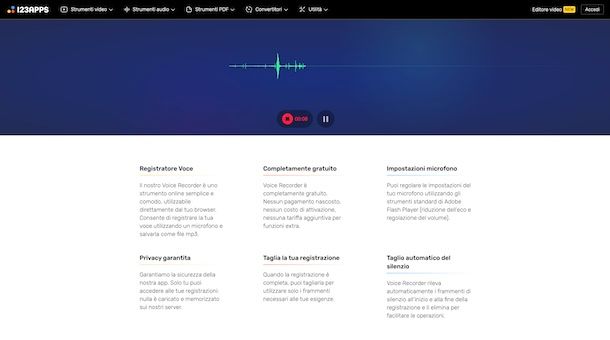 123APPS Strumenti video Strumenti audio Strumenti PDF Convertitori Utilità Editore video NEW Accedi
00:08
Registratore Voce
Il nostro Voice Recorder è uno
strumento online semplice e
comodo, utilizzabile
direttamente dal tuo browser.
Consente di registrare la tua
voce utilizzando un microfono e
salvarla come file mp3.
Completamente gratuito
Voice Recorder è
completamente gratuito.
Nessun pagamento nascosto,
nessun costo di attivazione,
nessuna tariffa aggiuntiva per
funzioni extra.
Impostazioni microfono
Puoi regolare le impostazioni del
tuo microfono utilizzando gli
strumenti standard di Adobe
Flash Player (riduzione dell'eco e
regolazione del volume).
Privacy garantita
Garantiamo la sicurezza della
nostra app. Solo tu puoi
accedere alle tue registrazioni:
nulla è caricato e memorizzato
sui nostri server.
Taglia la tua registrazione
Quando la registrazione è
completa, puoi tagliarla per
utilizzare solo i frammenti
necessari alle tue esigenze.
Taglio automatico del
silenzio
Voice Recorder rileva
automaticamente i frammenti di
silenzio all'inizio e alla fine della
registrazione e li elimina per
facilitare le operazioni.